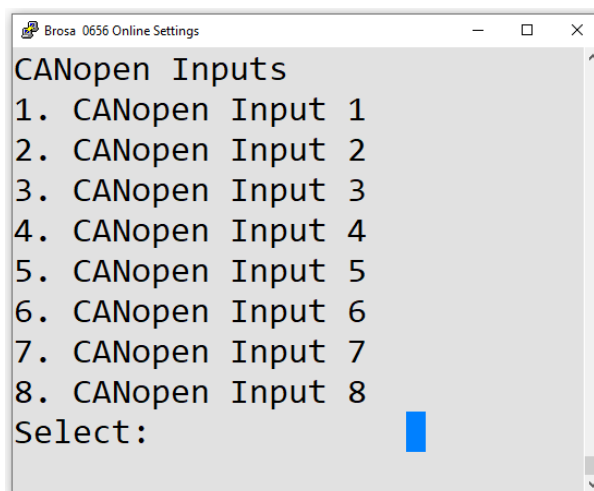 Brosa 0656 Online Settings
CANopen Inputs
1. CANopen Input 1
2. CANopen Input 2
3. CANopen Input 3
4. CANopen Input 4
5. CANopen Input 5
6. CANopen Input 6
7. CANopen Input 7
8. CANopen Input 8
Select: